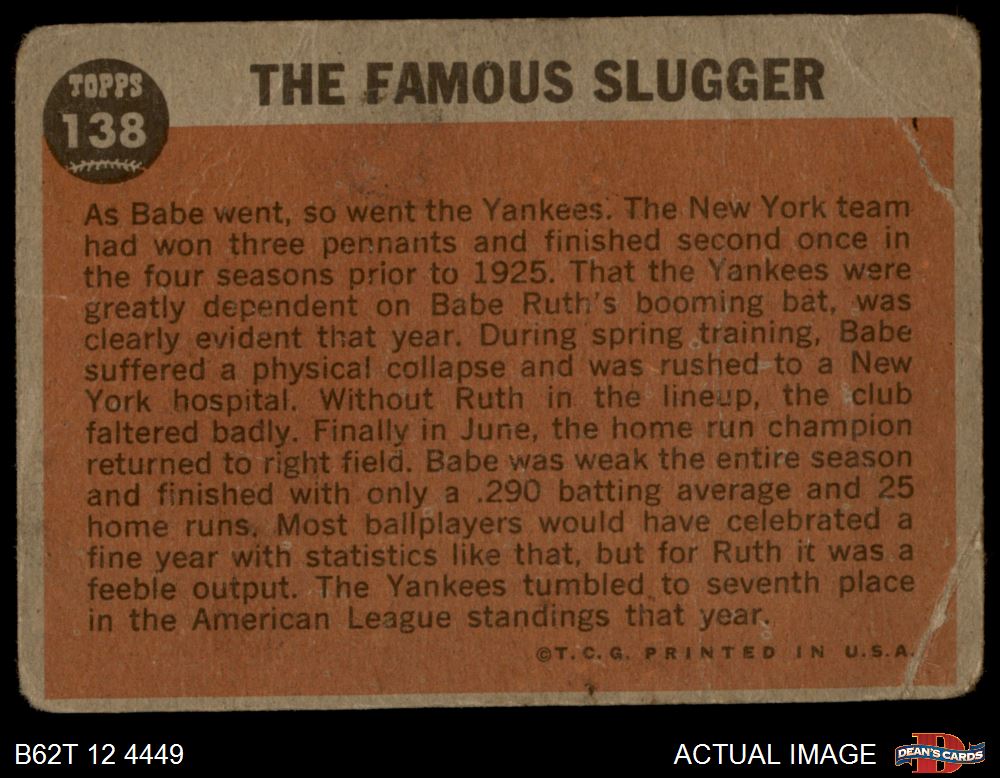 TOPPS
138
THE FAMOUS SLUGGER
As Babe went, so went the Yankees. The New York team
had won three pennants and finished second once in
the four seasons prior to 1925. That the Yankees were
greatly dependent on Babe Ruth's booming bat, was
clearly evident that year. During spring training, Babe
suffered a physical collapse and was rushed to a New
York hospital. Without Ruth in the lineup, the club
faltered badly. Finally in June, the home run champion
returned to right field. Babe was weak the entire season
and finished with only a .290 batting average and 25
home runs. Most ballplayers would have celebrated a
fine year with statistics like that, but for Ruth it was a
feeble output. The Yankees tumbled to seventh place
in the American League standings that year.
©T.C.G. PRINTED IN U.S.A.
B62T 12 4449
ACTUAL IMAGE
D
DEAN'S CARDS